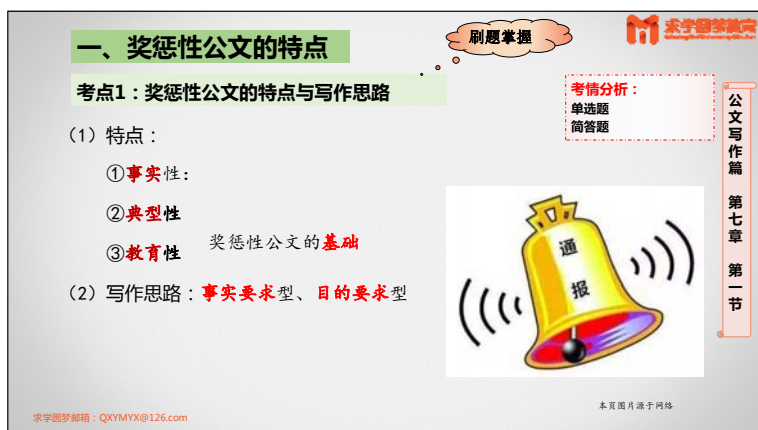 一、奖惩性公文的特点
刷题掌握
求学圆梦教育
考点1：奖惩性公文的特点与写作思路
考情分析：
单选题
简答题
（1）特点：
①事实性：
②典型性
③教育性
奖惩性公文的基础
（2）写作思路：事实要求型、目的要求型
通报
公文写作篇 第七章 第一节
本页图片源于网络
求学圆梦邮箱：QXYMYX@126.com